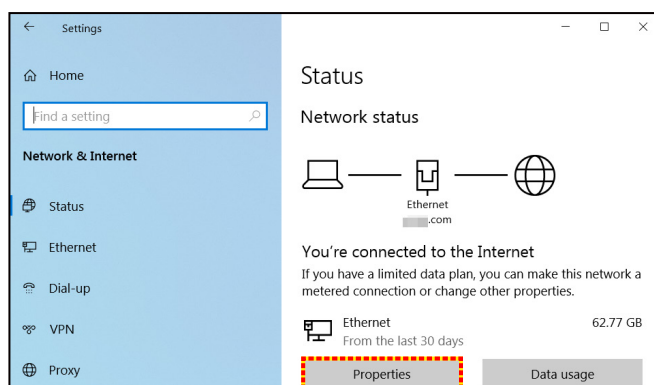 Settings
Home
Find a setting
Network & Internet
Status
Ethernet
Dial-up
VPN
Proxy
Status
Network status
Ethernet
.com
You're connected to the Internet
If you have a limited data plan, you can make this network a
metered connection or change other properties.
Ethernet 62.77 GB
From the last 30 days
Properties Data usage